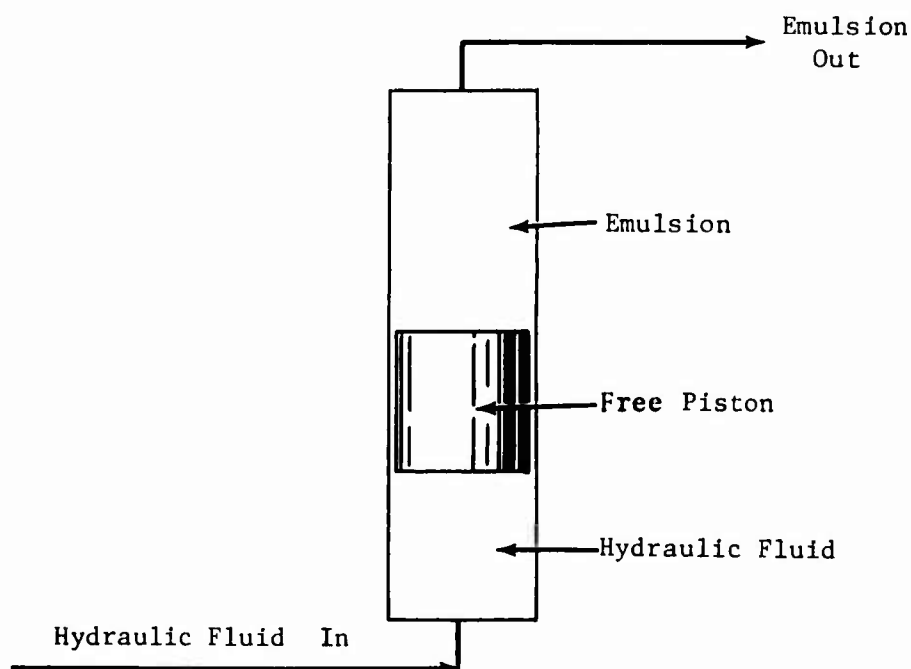 Emulsion
Out
Emulsion
Free Piston
Hydraulic Fluid
Hydraulic Fluid In